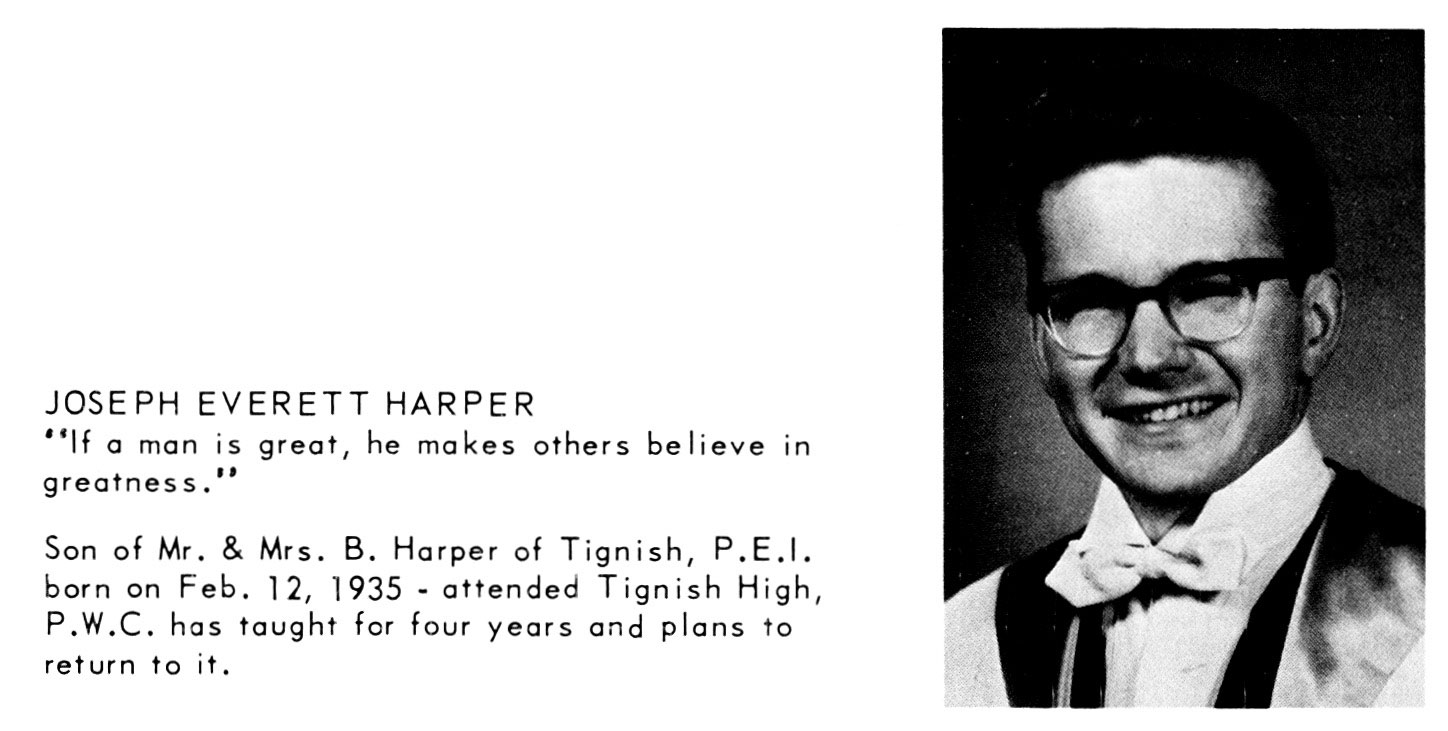 JOSEPH EVERETT HARPER
"If a man is great, he makes others believe in
greatness."
Son of Mr. & Mrs. B. Harper of Tignish, P.E.I.
born on Feb. 12, 1935 - attended Tignish High,
P.W.C. has taught for four years and plans to
return to it.